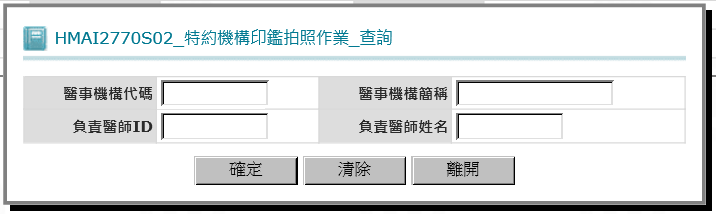 HMAI2770S02_特約機構印鑑拍照作業_查詢
醫事機構代碼 醫事機構簡稱
負責醫師ID 負責醫師姓名
確定 清除 離開